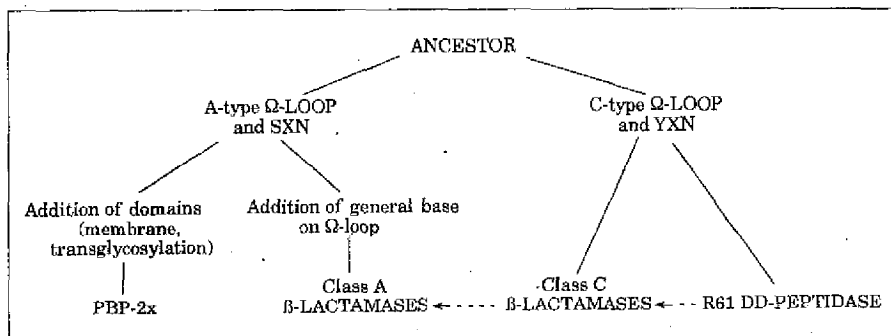 ANCESTOR
A-type Ω-LOOP
and SXN
C-type Ω-LOOP
and YXN
Addition of domains
(membrane,
transglycosylation)
Addition of general base
on Ω-loop
PBP-2x
Class A
ß-LACTAMASES
Class C
ß-LACTAMASES
R61 DD-PEPTIDASE